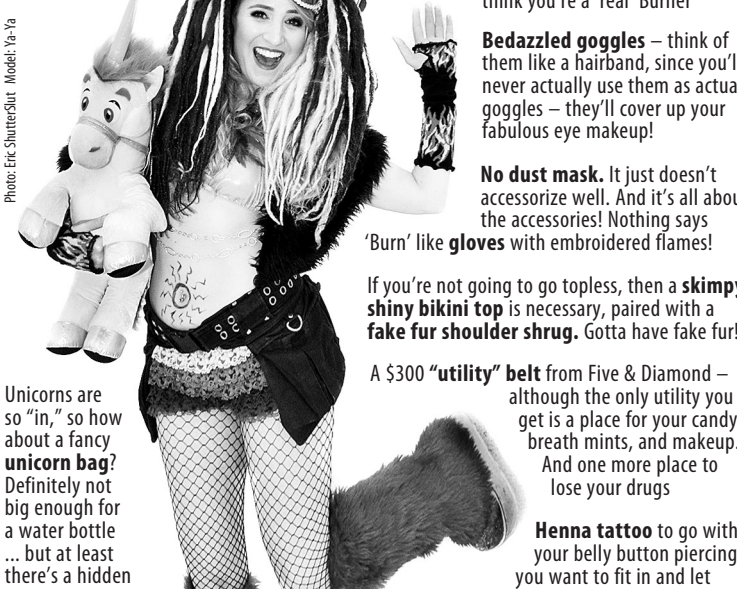 Photo: Eric ShutterSlut Model: Ya-Ya
think you're a 'real' Burner
Bedazzled goggles – think of
them like a hairband, since you'll
never actually use them as actua
goggles – they'll cover up your
fabulous eye makeup!
No dust mask. It just doesn't
accessorize well. And it's all abou
the accessories! Nothing says
'Burn' like gloves with embroidered flames!
If you're not going to go topless, then a skimpy
shiny bikini top is necessary, paired with a
fake fur shoulder shrug. Gotta have fake fur!
A $300 "utility" belt from Five & Diamond –
although the only utility you
get is a place for your candy
breath mints, and makeup.
And one more place to
lose your drugs
Henna tattoo to go with
your belly button piercing
you want to fit in and let
Unicorns are
so "in," so how
about a fancy
unicorn bag?
Definitely not
big enough for
a water bottle
... but at least
there's a hidden